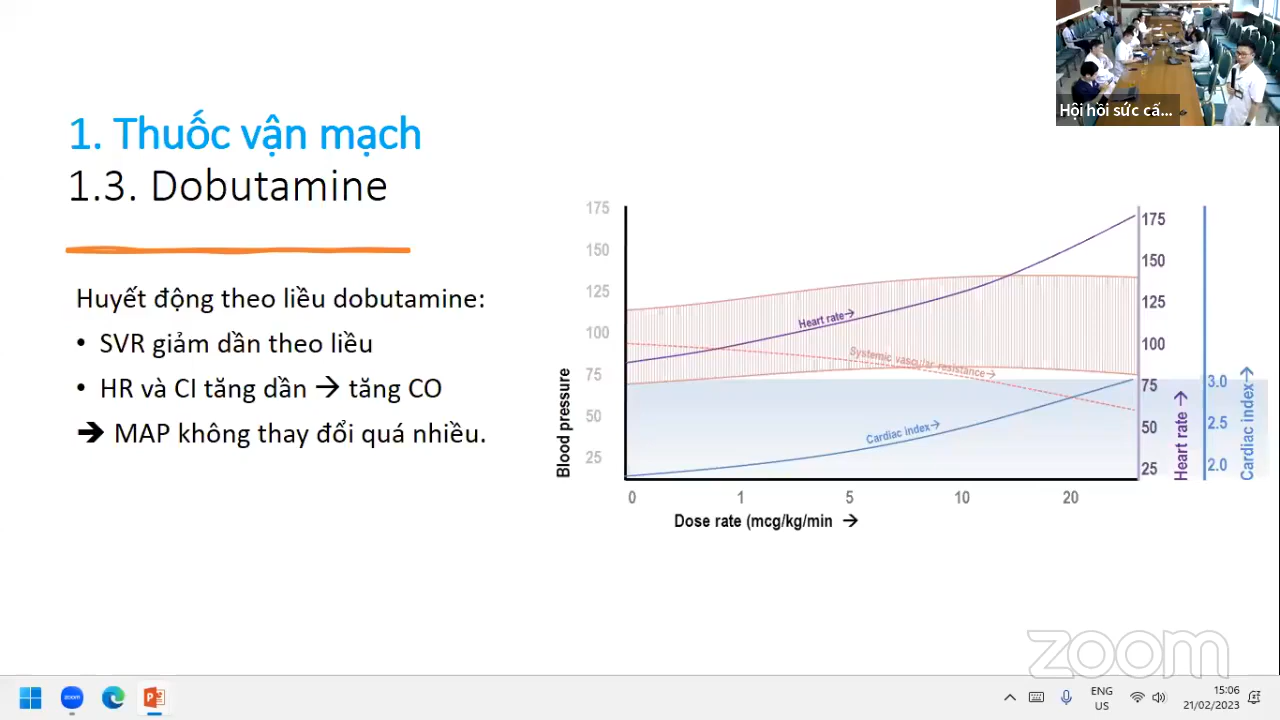 Hội hồi sức cấ...
1. Thuốc vận mạch
1.3. Dobutamine
Huyết động theo liều dobutamine:
• SVR giảm dần theo liều
• HR và CI tăng dần → tăng CO
➔ MAP không thay đổi quá nhiều.
175
150
125
100
75
50
25
Blood pressure
Heart rate→
Systemic vascular resistance→
Cardiac index→
175
150
125
100
75
50
25
Heart rate →
3.0
2.5
2.0
Cardiac index→
0 1 5 10 20
Dose rate (mcg/kg/min →
zoom
zoom
ENG
US
15:06
21/02/2023